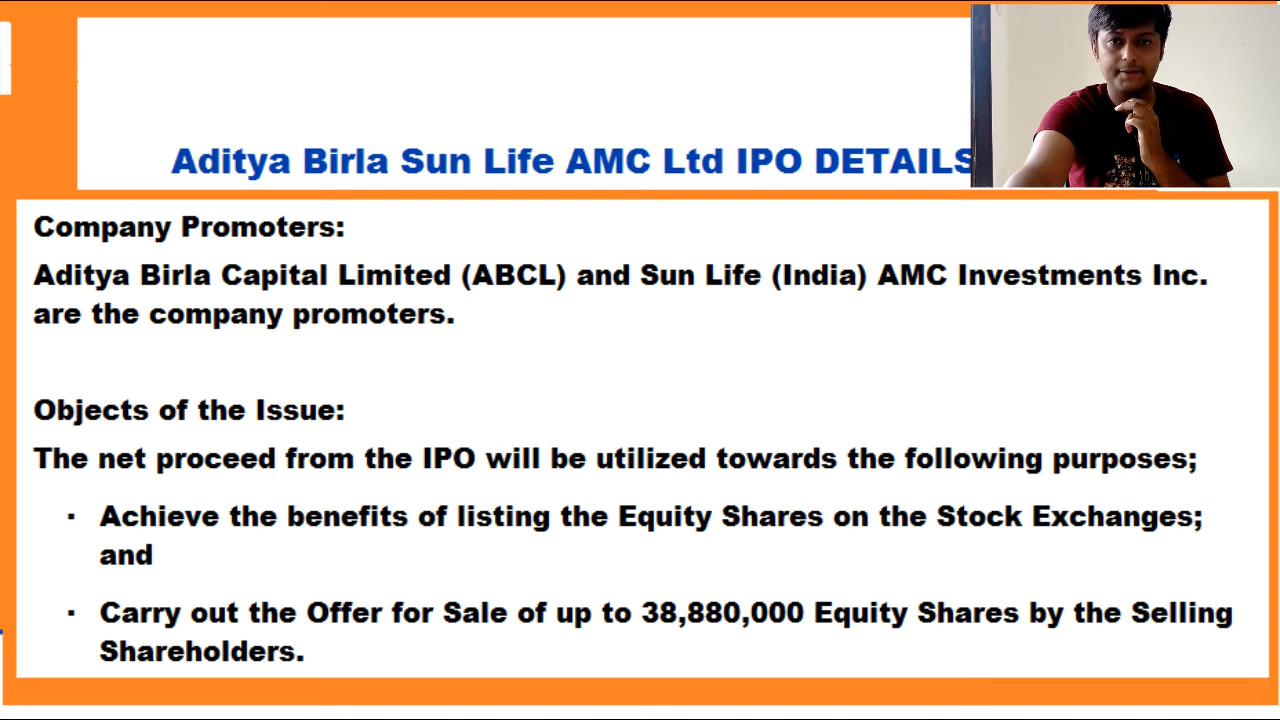 Aditya Birla Sun Life AMC Ltd IPO DETAILS
Company Promoters:
Aditya Birla Capital Limited (ABCL) and Sun Life (India) AMC Investments Inc.
are the company promoters.
Objects of the Issue:
The net proceed from the IPO will be utilized towards the following purposes;
· Achieve the benefits of listing the Equity Shares on the Stock Exchanges;
and
· Carry out the Offer for Sale of up to 38,880,000 Equity Shares by the Selling
Shareholders.